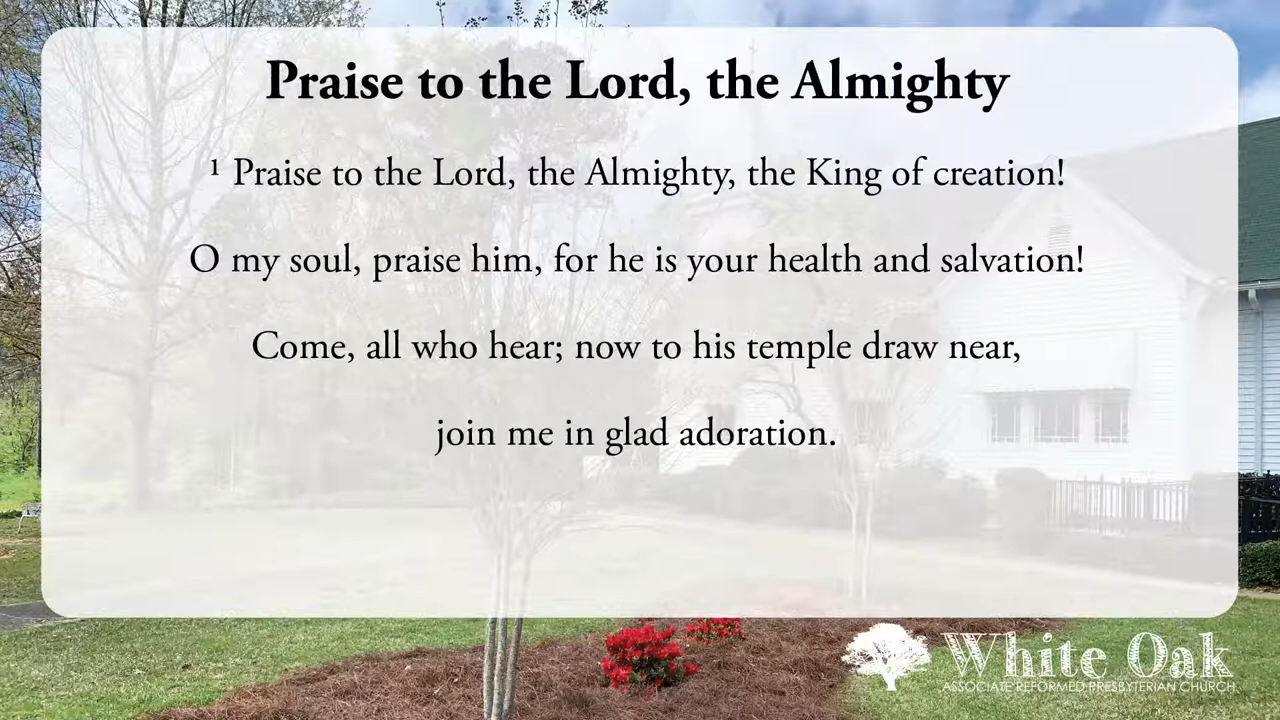 Praise to the Lord, the Almighty
¹ Praise to the Lord, the Almighty, the King of creation!
O my soul, praise him, for he is your health and salvation!
Come, all who hear; now to his temple draw near,
join me in glad adoration.
White Oak
ASSOCIATE REFORMED PRESBYTERIAN CHURCH